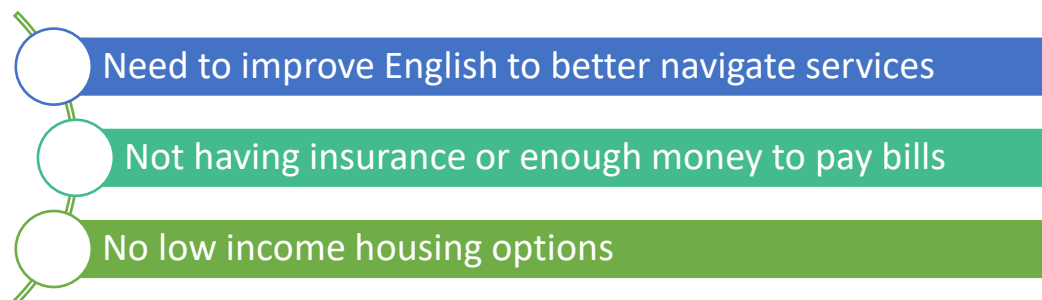 Need to improve English to better navigate services
Not having insurance or enough money to pay bills
No low income housing options